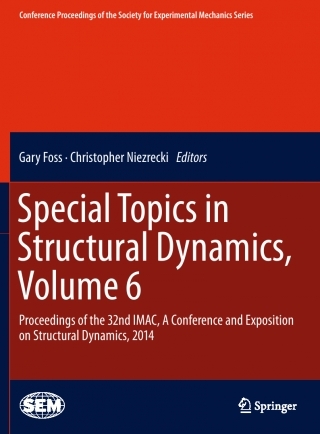 Conference Proceedings of the Society for Experimental Mechanics Series
Gary Foss · Christopher Niezrecki Editors
Special Topics in
Structural Dynamics,
Volume 6
Proceedings of the 32nd IMAC, A Conference and Exposition
on Structural Dynamics, 2014
SEM
Springer